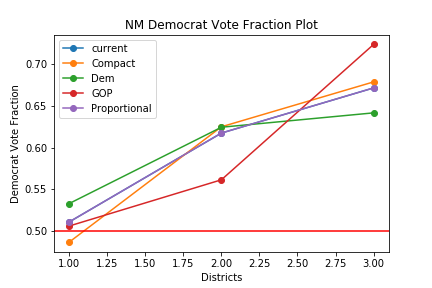 NM Democrat Vote Fraction Plot
current
Compact
Dem
GOP
Proportional
Democrat Vote Fraction
0.70
0.65
0.60
0.55
0.50
1.00 1.25 1.50 1.75 2.00 2.25 2.50 2.75 3.00
Districts